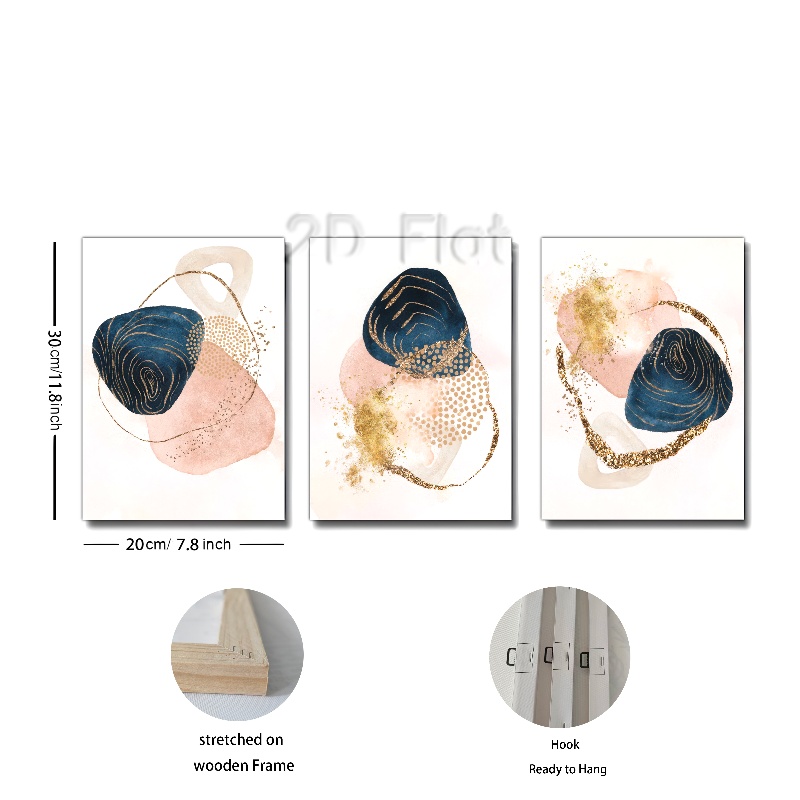 2D Flat
30cm/11.8inch
20cm/ 7.8 inch
stretched on
wooden Frame
Hook
Ready to Hang